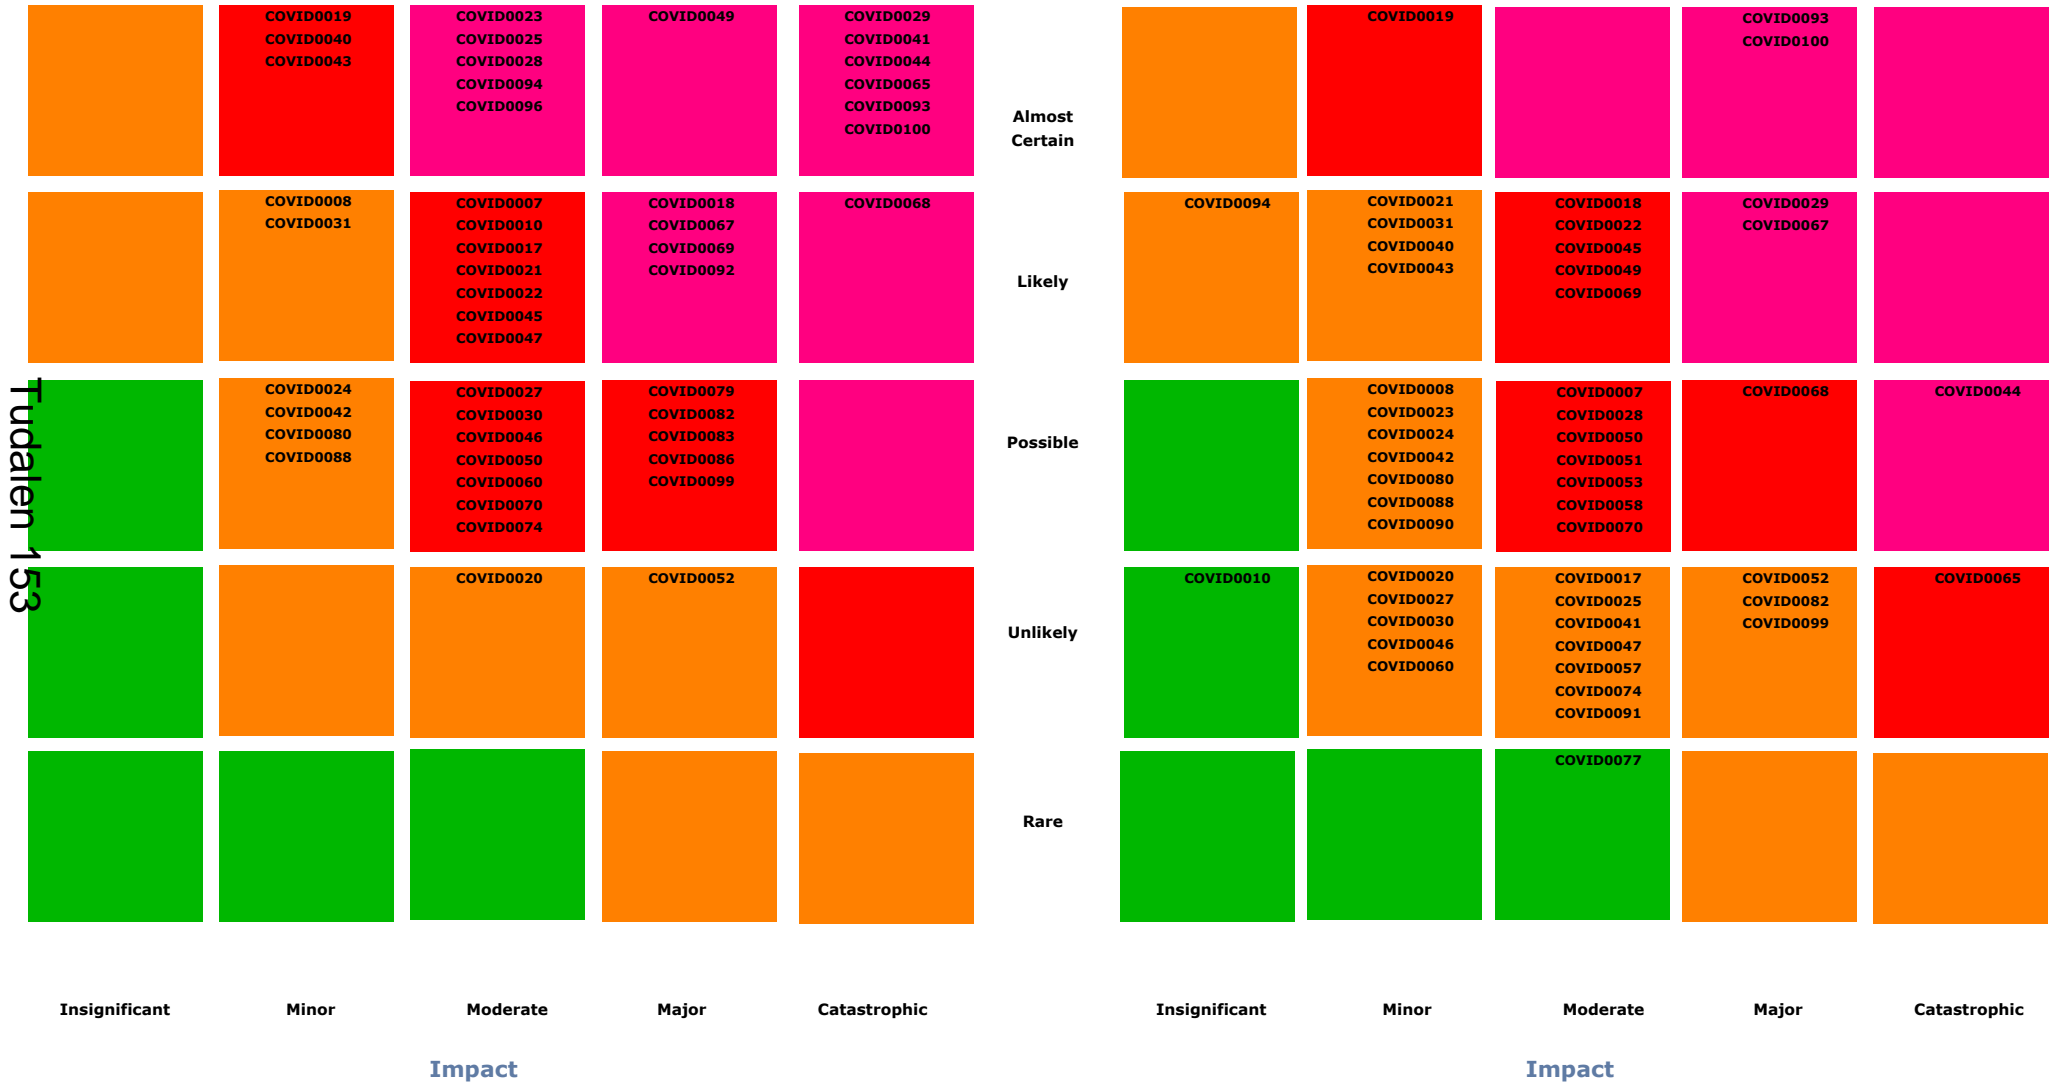 COVID0019
COVID0040
COVID0043
COVID0023
COVID0025
COVID0028
COVID0094
COVID0096
COVID0049
COVID0029
COVID0041
COVID0044
COVID0065
COVID0093
COVID0100
Almost
Certain
COVID0019
COVID0093
COVID0100
COVID0008
COVID0031
COVID0007
COVID0010
COVID0017
COVID0021
COVID0022
COVID0045
COVID0047
COVID0018
COVID0067
COVID0069
COVID0092
COVID0068
Likely
COVID0094
COVID0021
COVID0031
COVID0040
COVID0043
COVID0018
COVID0022
COVID0045
COVID0049
COVID0069
COVID0029
COVID0067
Tudalen 153
COVID0024
COVID0042
COVID0080
COVID0088
COVID0027
COVID0030
COVID0046
COVID0050
COVID0060
COVID0070
COVID0074
COVID0079
COVID0082
COVID0083
COVID0086
COVID0099
Possible
COVID0008
COVID0023
COVID0024
COVID0042
COVID0080
COVID0088
COVID0090
COVID0007
COVID0028
COVID0050
COVID0051
COVID0053
COVID0058
COVID0070
COVID0068
COVID0044
COVID0020
COVID0052
Unlikely
COVID0010
COVID0020
COVID0027
COVID0030
COVID0046
COVID0060
COVID0017
COVID0025
COVID0041
COVID0047
COVID0057
COVID0074
COVID0091
COVID0052
COVID0082
COVID0099
COVID0065
Rare
COVID0077
Insignificant Minor Moderate Major Catastrophic
Insignificant Minor Moderate Major Catastrophic
Impact
Impact